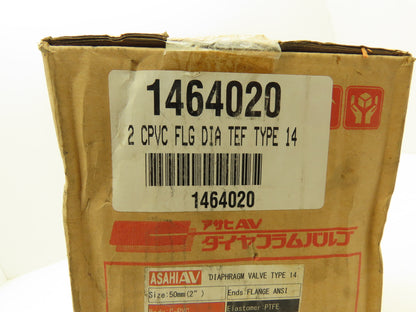 1464020
2 CPVC FLG DIA TEF TYPE 14
1464020
アサヒAV
ダイヤフラムバルブ
ASAHI AV DIAPHRAGM VALVE TYPE 14
Size:50mm(2" ) Ends:FLANGE ANSI
Elastomer PTFE